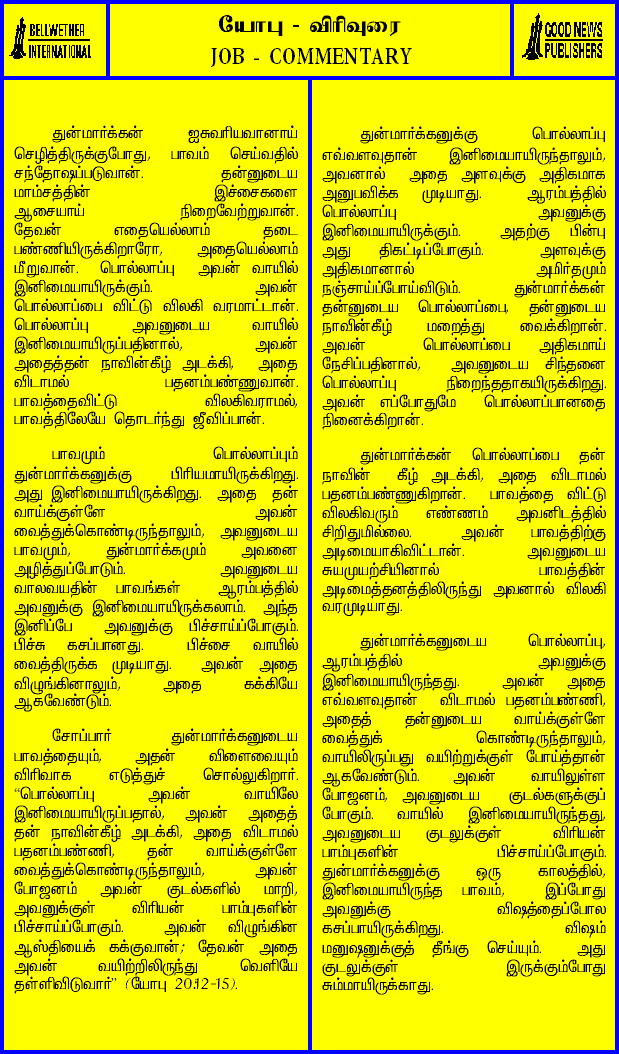 BELLWETHER
INTERNATIONAL
யோபு - விரிவுரை
JOB - COMMENTARY
GOOD NEWS
PUBLISHERS
துன்மார்க்கன் ஐசுவரியவானாய்
செழித்திருக்குபோது, பாவம் செய்வதில்
சந்தோஷப்படுவான். தன்னுடைய
மாம்சத்தின் இச்சைகளை
ஆசையாய் நிறைவேற்றுவான்.
தேவன் எதையெல்லாம் தடை
பண்ணியிருக்கிறாரோ, அதையெல்லாம்
மீறுவான். பொல்லாப்பு அவன் வாயில்
இனிமையாயிருக்கும். அவன்
பொல்லாப்பை விட்டு விலகி வரமாட்டான்.
பொல்லாப்பு அவனுடைய வாயில்
இனிமையாயிருப்பதினால், அவன்
அதைத்தன் நாவின்கீழ் அடக்கி, அதை
விடாமல் பதனம்பண்ணுவான்.
பாவத்தைவிட்டு விலகிவராமல்,
பாவத்திலேயே தொடர்ந்து ஜீவிப்பான்.
பாவமும் பொல்லாப்பும்
துன்மார்க்கனுக்கு பிரியமாயிருக்கிறது.
அது இனிமையாயிருக்கிறது. அதை தன்
வாய்க்குள்ளே அவன்
வைத்துக்கொண்டிருந்தாலும், அவனுடைய
பாவமும், துன்மார்க்கமும் அவனை
அழித்துப்போடும். அவனுடைய
வாலவயதின் பாவங்கள் ஆரம்பத்தில்
அவனுக்கு இனிமையாயிருக்கலாம். அந்த
இனிப்பே அவனுக்கு பிச்சாய்ப்போகும்.
பிச்சு கசப்பானது. பிச்சை வாயில்
வைத்திருக்க முடியாது. அவன் அதை
விழுங்கினாலும், அதை கக்கியே
ஆகவேண்டும்.
சோப்பார் துன்மார்க்கனுடைய
பாவத்தையும், அதன் விளைவையும்
விரிவாக எடுத்துச் சொல்லுகிறார்.
“பொல்லாப்பு அவன் வாயிலே
இனிமையாயிருப்பதால், அவன் அதைத்
தன் நாவின்கீழ் அடக்கி, அதை விடாமல்
பதனம்பண்ணி, தன் வாய்க்குள்ளே
வைத்துக்கொண்டிருந்தாலும், அவன்
போஜனம் அவன் குடல்களில் மாறி,
அவனுக்குள் விரியன் பாம்புகளின்
பிச்சாய்ப்போகும். அவன் விழுங்கின
ஆஸ்தியைக் கக்குவான்; தேவன் அதை
அவன் வயிற்றிலிருந்து வெளியே
தள்ளிவிடுவார்” (யோபு 20:12-15).
துன்மார்க்கனுக்கு பொல்லாப்பு
எவ்வளவுதான் இனிமையாயிருந்தாலும்,
அவனால் அதை அளவுக்கு அதிகமாக
அனுபவிக்க முடியாது. ஆரம்பத்தில்
பொல்லாப்பு அவனுக்கு
இனிமையாயிருக்கும். அதற்கு பின்பு
அது திகட்டிப்போகும். அளவுக்கு
அதிகமானால் அமிர்தமும்
நஞ்சாய்ப்போய்விடும். துன்மார்க்கன்
தன்னுடைய பொல்லாப்பை, தன்னுடைய
நாவின்கீழ் மறைத்து வைக்கிறான்.
அவன் பொல்லாப்பை அதிகமாய்
நேசிப்பதினால், அவனுடைய சிந்தனை
பொல்லாப்பு நிறைந்ததாகயிருக்கிறது.
அவன் எப்போதுமே பொல்லாப்பானதை
நினைக்கிறான்.
துன்மார்க்கன் பொல்லாப்பை தன்
நாவின் கீழ் அடக்கி, அதை விடாமல்
பதனம்பண்ணுகிறான். பாவத்தை விட்டு
விலகிவரும் எண்ணம் அவனிடத்தில்
சிறிதுமில்லை. அவன் பாவத்திற்கு
அடிமையாகிவிட்டான். அவனுடைய
சுயமுயற்சியினால் பாவத்தின்
அடிமைத்தனத்திலிருந்து அவனால் விலகி
வரமுடியாது.
துன்மார்க்கனுடைய பொல்லாப்பு,
ஆரம்பத்தில் அவனுக்கு
இனிமையாயிருந்தது. அவன் அதை
எவ்வளவுதான் விடாமல் பதனம்பண்ணி,
அதைத் தன்னுடைய வாய்க்குள்ளே
வைத்துக் கொண்டிருந்தாலும்,
வாயிலிருப்பது வயிற்றுக்குள் போய்த்தான்
ஆகவேண்டும். அவன் வாயிலுள்ள
போஜனம், அவனுடைய குடல்களுக்குப்
போகும். வாயில் இனிமையாயிருந்தது,
அவனுடைய குடலுக்குள் விரியன்
பாம்புகளின் பிச்சாய்ப்போகும்.
துன்மார்க்கனுக்கு ஒரு காலத்தில்,
இனிமையாயிருந்த பாவம், இப்போது
அவனுக்கு விஷத்தைப்போல
கசப்பாயிருக்கிறது. விஷம்
மனுஷனுக்குத் தீங்கு செய்யும். அது
குடலுக்குள் இருக்கும்போது
சும்மாயிருக்காது.